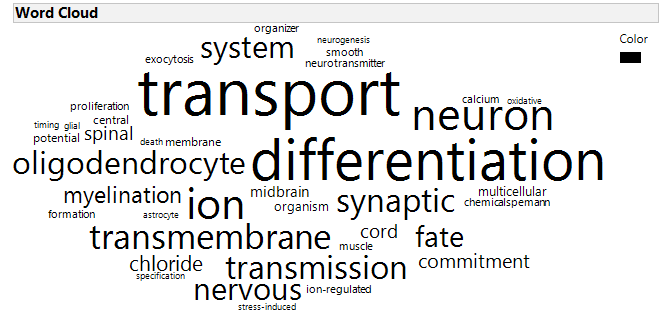 Word Cloud
organizer
Color
neurogenesis
system
smooth
exocytosis
neurotransmitter
transport
calcium
oxidative
proliferation
neuron
central
timing glial
spinal
potential
death membrane
differentiation
oligodendrocyte
myelination
midbrain
multicellular
ion
synaptic
chemicalspemann
organism
formation
astrocyte
cord
fate
transmembrane
muscle
chloride
commitment
transmission
specification
nervous
ion-regulated
stress-induced